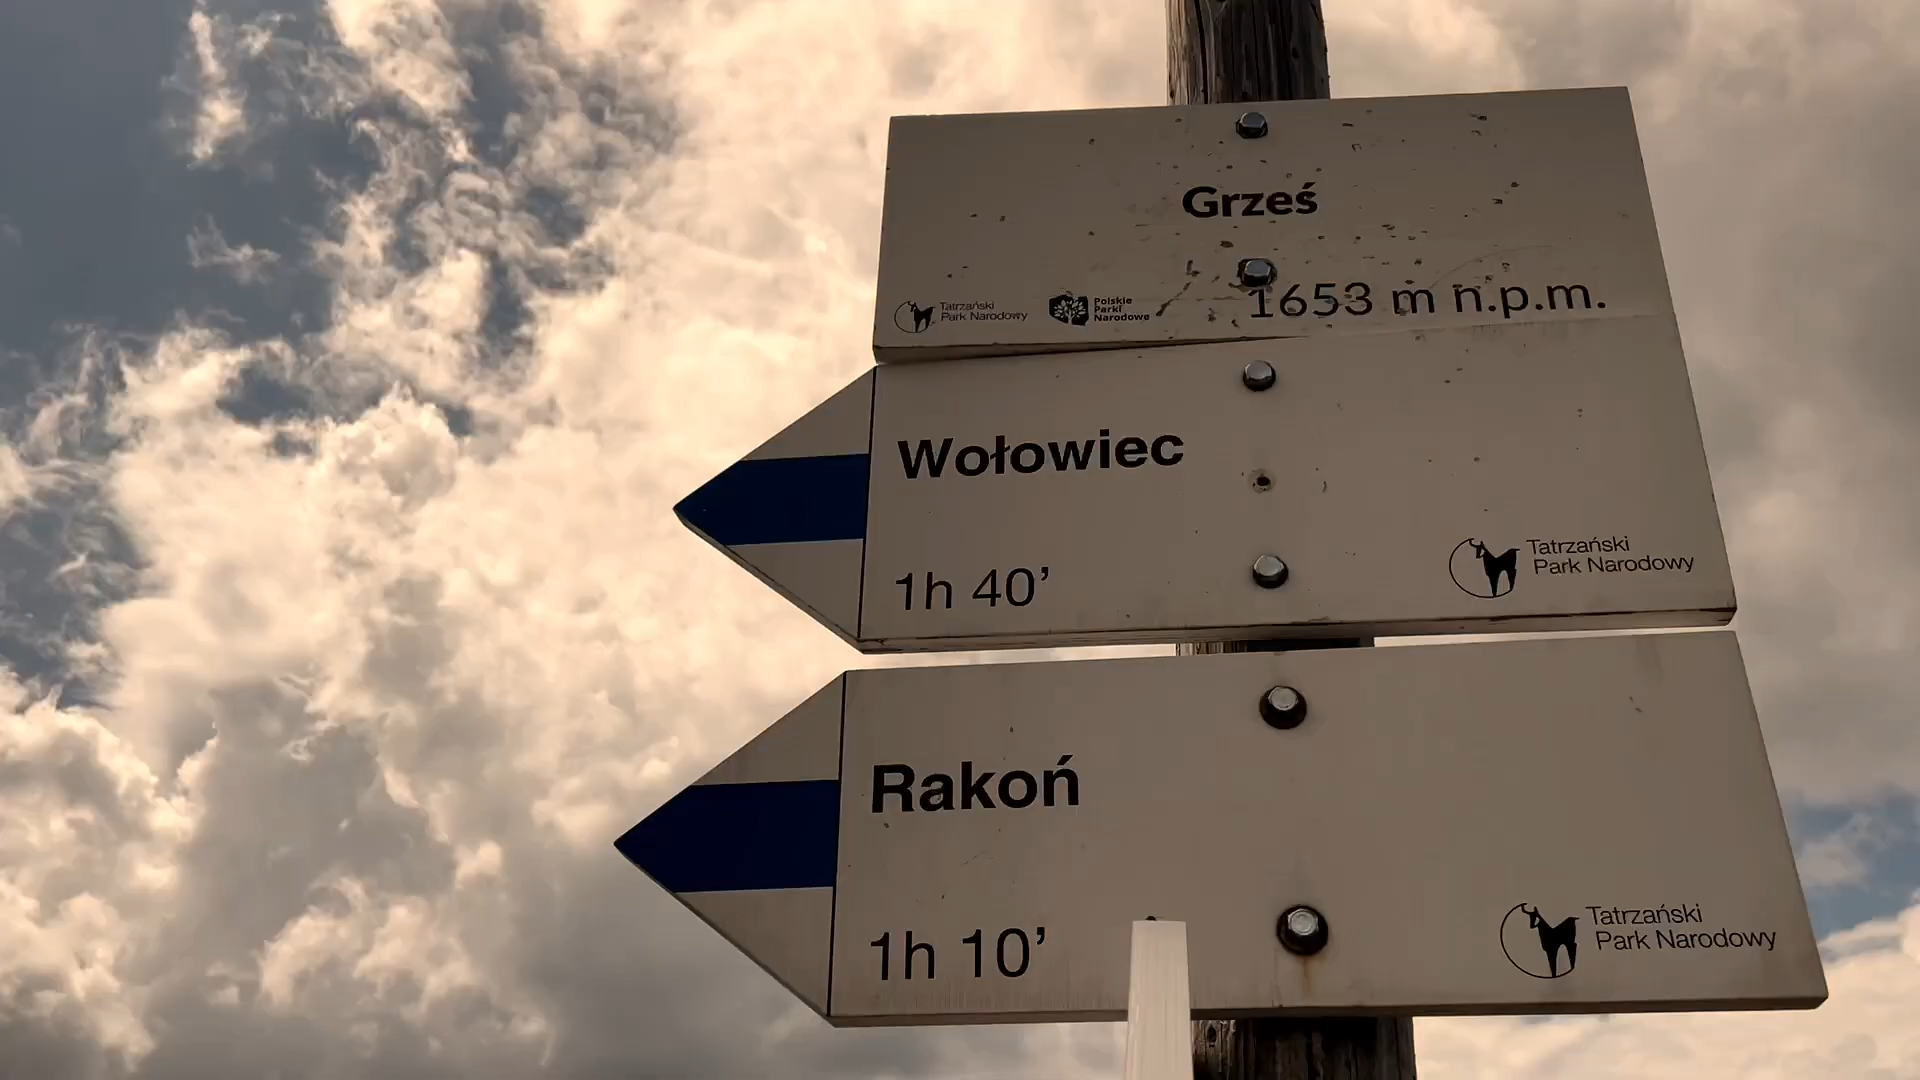 Grześ
1653 m n.p.m.
Tatrzański
Park Narodowy
Polskie
Parki
Narodowe
Wołowiec
1h 40’
Tatrzański
Park Narodowy
Rakoń
1h 10’
Tatrzański
Park Narodowy